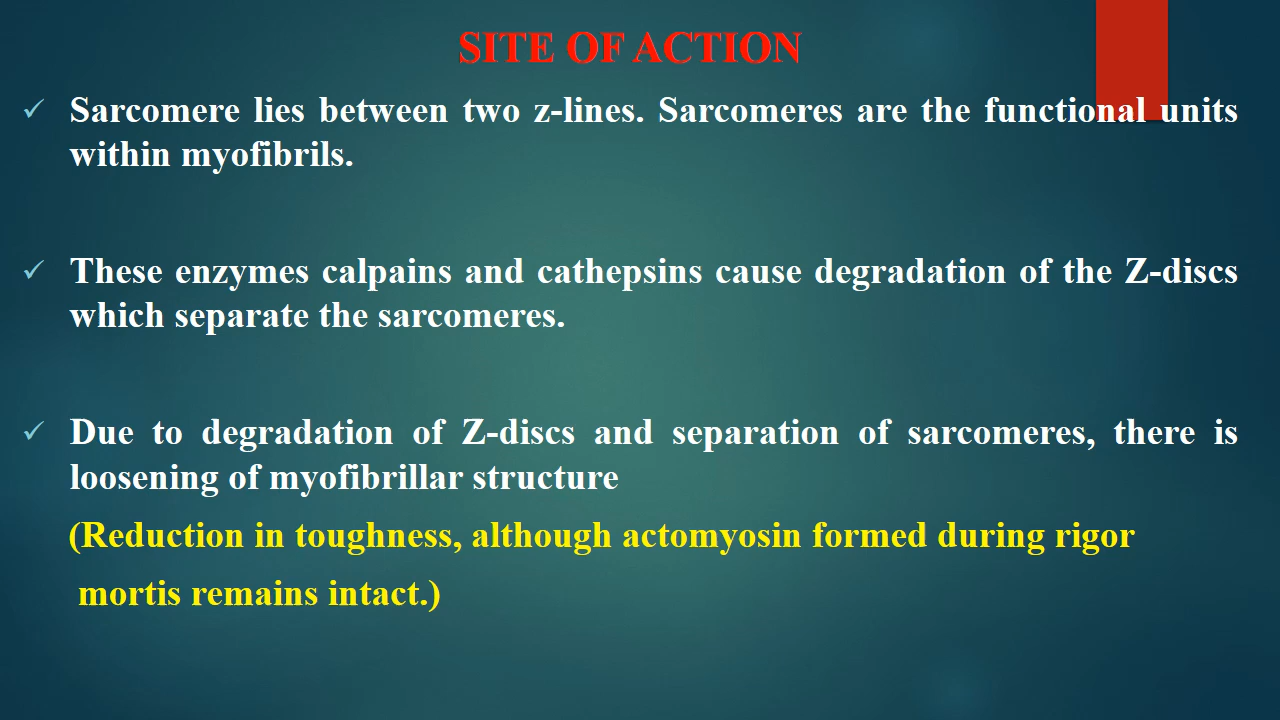 SITE OF ACTION
✓ Sarcomere lies between two z-lines. Sarcomeres are the functional units
within myofibrils.
✓ These enzymes calpains and cathepsins cause degradation of the Z-discs
which separate the sarcomeres.
✓ Due to degradation of Z-discs and separation of sarcomeres, there is
loosening of myofibrillar structure
(Reduction in toughness, although actomyosin formed during rigor
mortis remains intact.)